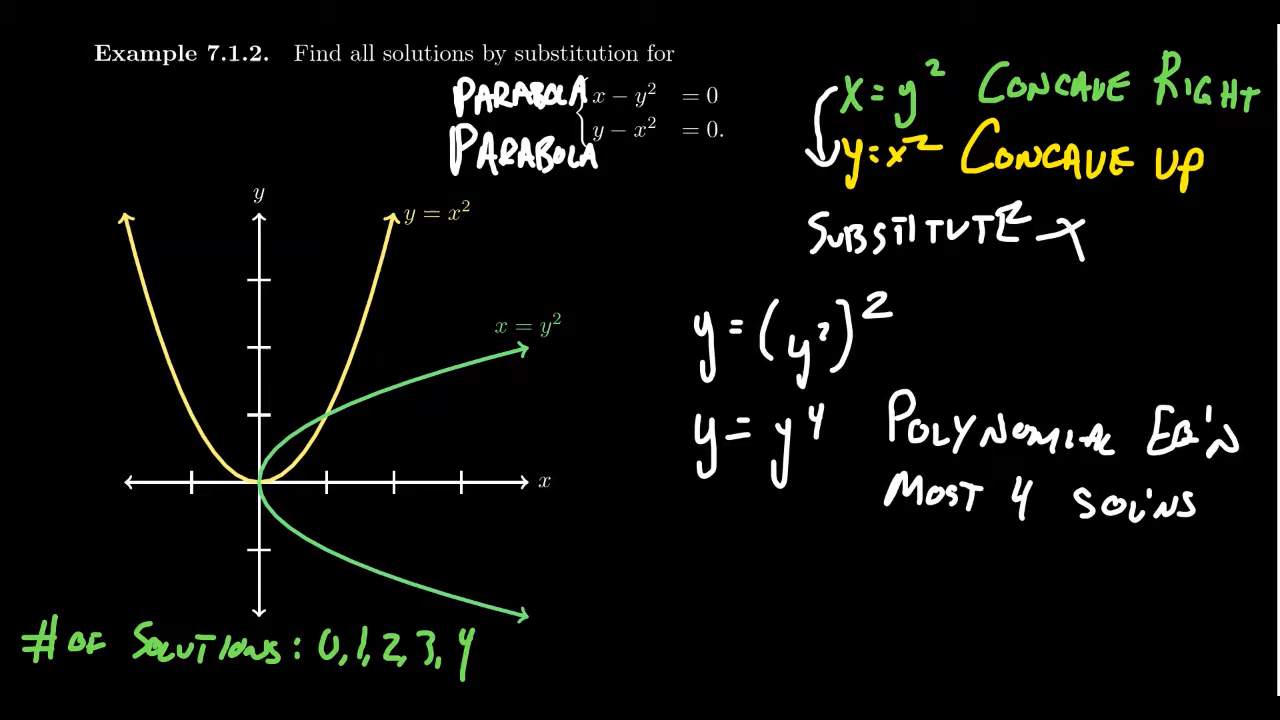 Example 7.1.2. Find all solutions by substitution for
PARABOLA x − y² = 0
PARABOLA y − x² = 0.
x = y² CONCAVE RIGHT
y = x² CONCAVE UP
SUBSTITUTE x
y = (y²)²
y = y⁴ POLYNOMIAL EQ'N
MOST 4 SOL'NS
y
y = x²
x = y²
x
# OF SOLUTIONS: 0, 1, 2, 3, 4